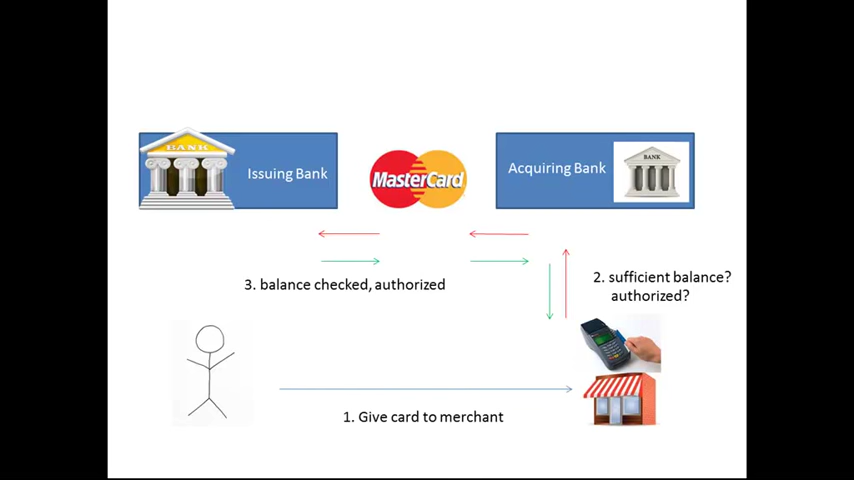 BANK
Issuing Bank
MasterCard
Acquiring Bank
BANK
2. sufficient balance?
authorized?
3. balance checked, authorized
1. Give card to merchant